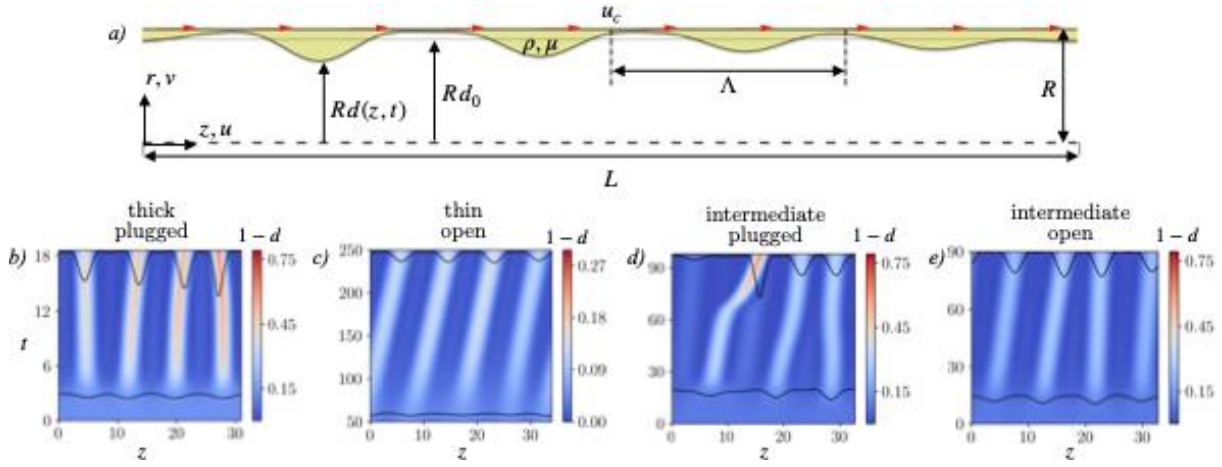 a)
u_c
ρ, μ
r, v
Rd(z, t)
Rd_0
Λ
R
z, u
L
thick
plugged
thin
open
intermediate
plugged
intermediate
open
b)
1 − d
c)
1 − d
d)
1 − d
e)
1 − d
t
18
12
6
0
0.75
0.45
0.15
0
10
20
30
z
250
200
150
100
50
0.27
0.18
0.09
0.00
0
10
20
30
z
90
60
30
0
0.75
0.45
0.15
0
10
20
30
z
90
60
30
0
0.75
0.45
0.15
0
10
20
30
z